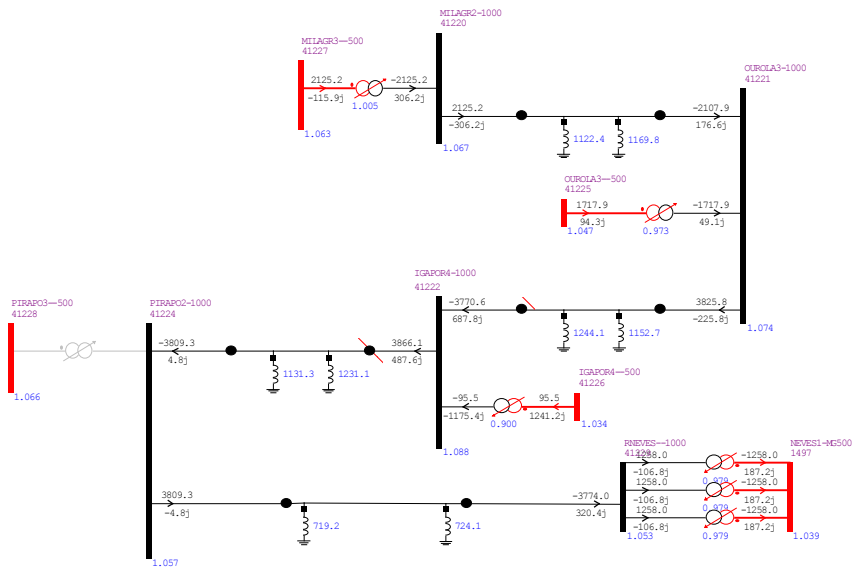 MILAGR2-1000
41220
MILAGR3--500
41227
2125.2
-115.9j
1.005
-2125.2
306.2j
1.063
1.067
2125.2
-306.2j
1122.4
1169.8
-2107.9
176.6j
OUROLA3-1000
41221
OUROLA3--500
41225
1717.9
94.3j
1.047
0.973
-1717.9
49.1j
1.074
IGAPOR4-1000
41222
-3770.6
687.8j
1244.1
1152.7
3825.8
-225.8j
PIRAPO3--500
41228
1.066
PIRAPO2-1000
41224
-3809.3
4.8j
1131.3
1231.1
3866.1
487.6j
-95.5
-1175.4j
0.900
95.5
1241.2j
IGAPOR4--500
41226
1.034
1.088
3809.3
-4.8j
719.2
724.1
-3774.0
320.4j
1.057
RNEVES--1000
1258.0
-106.8j
0.979
-1258.0
187.2j
1258.0
-106.8j
0.979
-1258.0
187.2j
1258.0
-106.8j
0.979
-1258.0
187.2j
1.053
NEVES1-MG500
1497
1.039